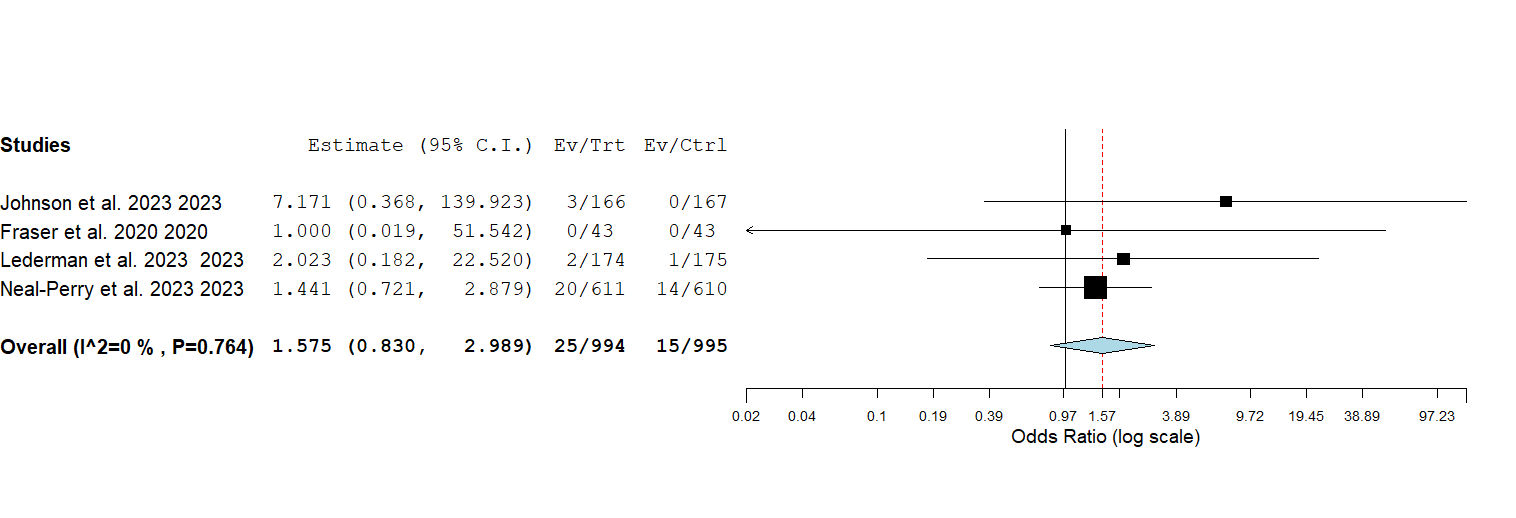 Studies Estimate (95% C.I.) Ev/Trt Ev/Ctrl
Johnson et al. 2023 2023 7.171 (0.368, 139.923) 3/166 0/167
Fraser et al. 2020 2020 1.000 (0.019, 51.542) 0/43 0/43
Lederman et al. 2023 2023 2.023 (0.182, 22.520) 2/174 1/175
Neal-Perry et al. 2023 2023 1.441 (0.721, 2.879) 20/611 14/610
Overall (I^2=0 % , P=0.764) 1.575 (0.830, 2.989) 25/994 15/995
0.02 0.04 0.1 0.19 0.39 0.97 1.57 3.89 9.72 19.45 38.89 97.23
Odds Ratio (log scale)